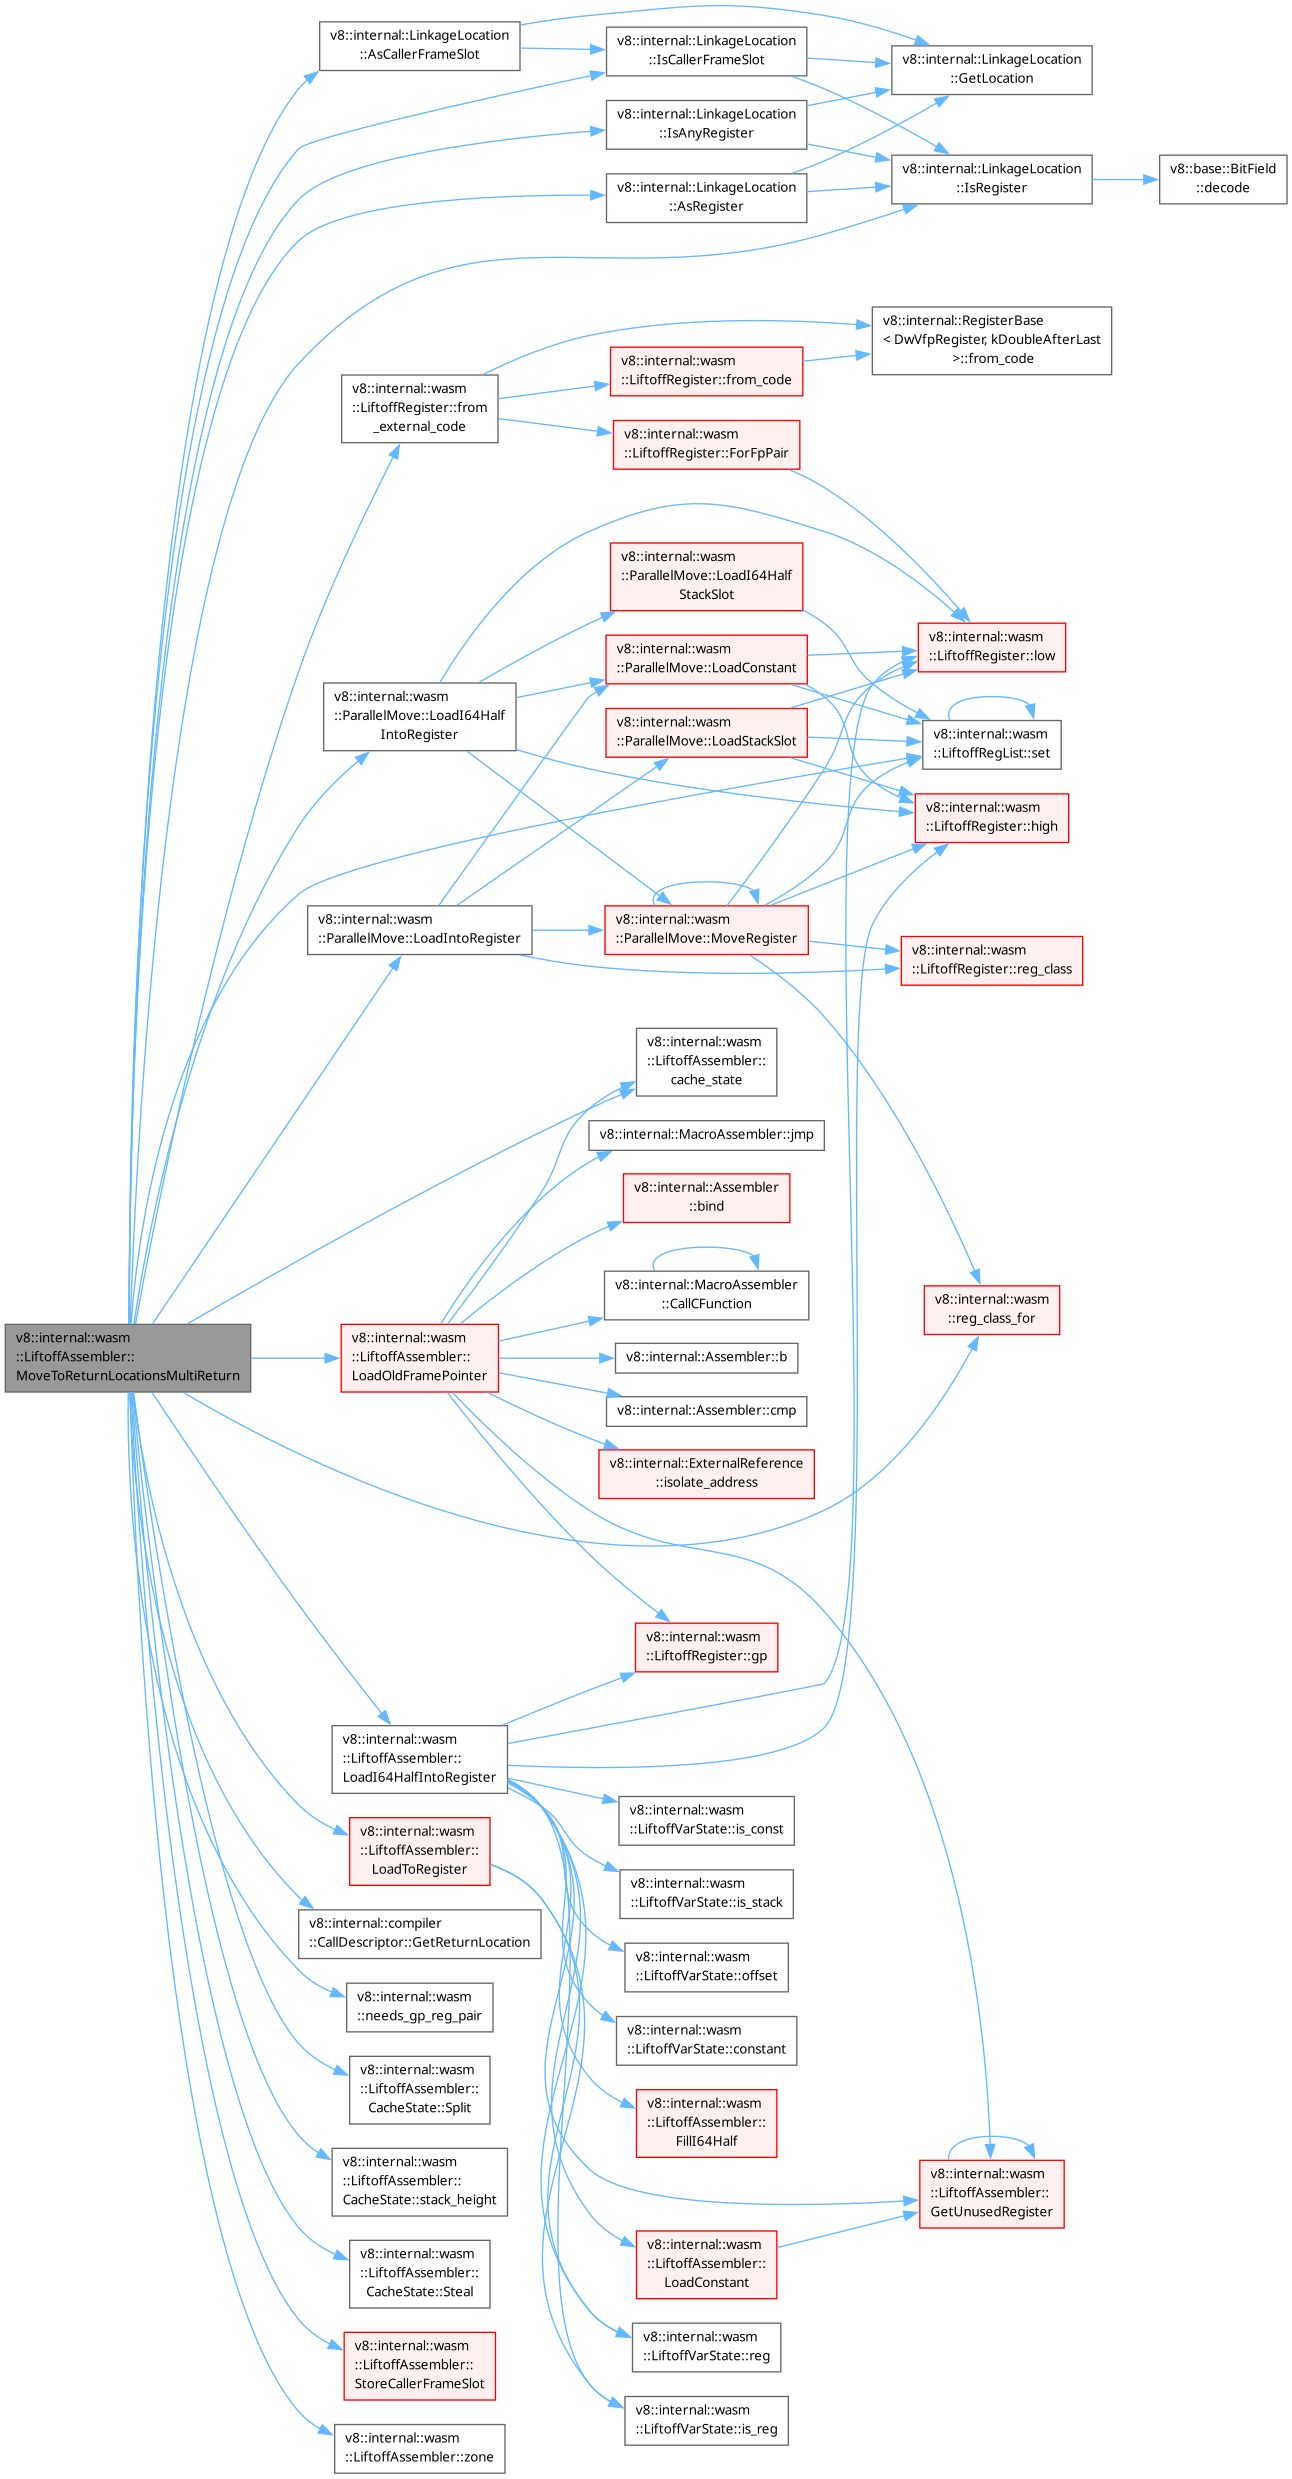 v8::internal::LinkageLocation
::AsCallerFrameSlot
v8::internal::LinkageLocation
::IsCallerFrameSlot
v8::internal::LinkageLocation
::GetLocation
v8::internal::LinkageLocation
::IsAnyRegister
v8::internal::LinkageLocation
::IsRegister
v8::base::BitField
::decode
v8::internal::LinkageLocation
::AsRegister
v8::internal::RegisterBase
< DwVfpRegister, kDoubleAfterLast
>::from_code
v8::internal::wasm
::LiftoffRegister::from_code
v8::internal::wasm
::LiftoffRegister::from
_external_code
v8::internal::wasm
::LiftoffRegister::ForFpPair
v8::internal::wasm
::ParallelMove::LoadI64Half
StackSlot
v8::internal::wasm
::LiftoffRegister::low
v8::internal::wasm
::ParallelMove::LoadConstant
v8::internal::wasm
::ParallelMove::LoadI64Half
IntoRegister
v8::internal::wasm
::ParallelMove::LoadStackSlot
v8::internal::wasm
::LiftoffRegList::set
v8::internal::wasm
::LiftoffRegister::high
v8::internal::wasm
::ParallelMove::LoadIntoRegister
v8::internal::wasm
::ParallelMove::MoveRegister
v8::internal::wasm
::LiftoffRegister::reg_class
v8::internal::wasm
::LiftoffAssembler::
cache_state
v8::internal::MacroAssembler::jmp
v8::internal::Assembler
::bind
v8::internal::MacroAssembler
::CallCFunction
v8::internal::wasm
::reg_class_for
v8::internal::wasm
::LiftoffAssembler::
MoveToReturnLocationsMultiReturn
v8::internal::wasm
::LiftoffAssembler::
LoadOldFramePointer
v8::internal::Assembler::b
v8::internal::Assembler::cmp
v8::internal::ExternalReference
::isolate_address
v8::internal::wasm
::LiftoffRegister::gp
v8::internal::wasm
::LiftoffAssembler::
LoadI64HalfIntoRegister
v8::internal::wasm
::LiftoffVarState::is_const
v8::internal::wasm
::LiftoffAssembler::
LoadToRegister
v8::internal::wasm
::LiftoffVarState::is_stack
v8::internal::compiler
::CallDescriptor::GetReturnLocation
v8::internal::wasm
::LiftoffVarState::offset
v8::internal::wasm
::needs_gp_reg_pair
v8::internal::wasm
::LiftoffVarState::constant
v8::internal::wasm
::LiftoffAssembler::
CacheState::Split
v8::internal::wasm
::LiftoffAssembler::
FillI64Half
v8::internal::wasm
::LiftoffAssembler::
CacheState::stack_height
v8::internal::wasm
::LiftoffAssembler::
GetUnusedRegister
v8::internal::wasm
::LiftoffAssembler::
CacheState::Steal
v8::internal::wasm
::LiftoffAssembler::
LoadConstant
v8::internal::wasm
::LiftoffAssembler::
StoreCallerFrameSlot
v8::internal::wasm
::LiftoffVarState::reg
v8::internal::wasm
::LiftoffAssembler::zone
v8::internal::wasm
::LiftoffVarState::is_reg